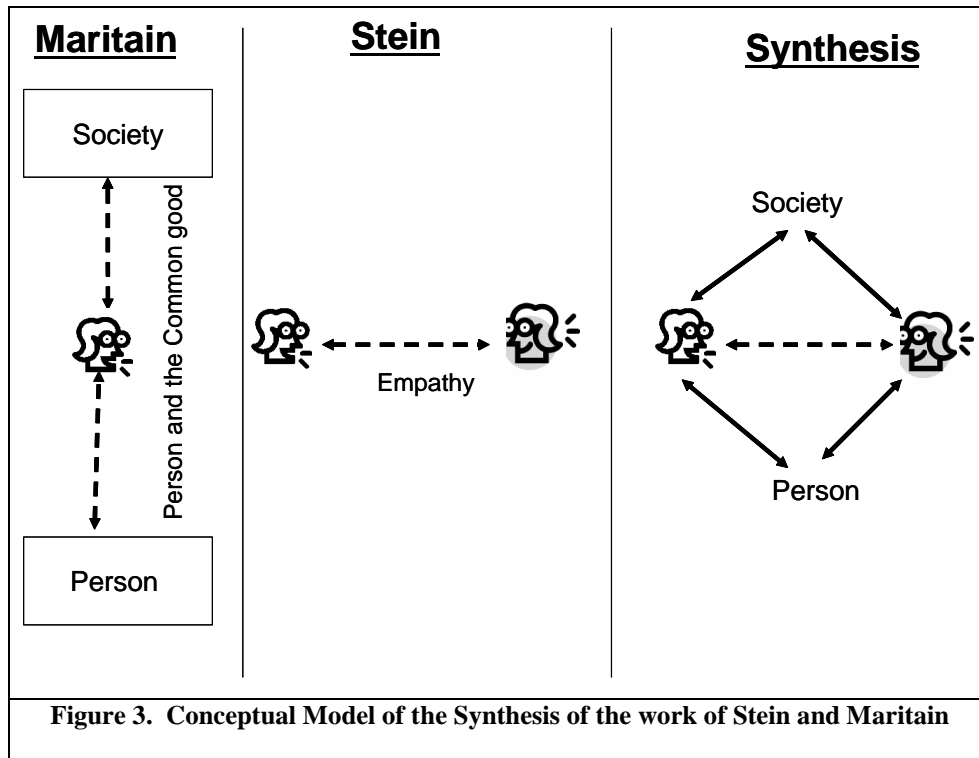 Maritain
Society
Person and the Common good
Person
Stein
Empathy
Synthesis
Society
Person
Figure 3. Conceptual Model of the Synthesis of the work of Stein and Maritain